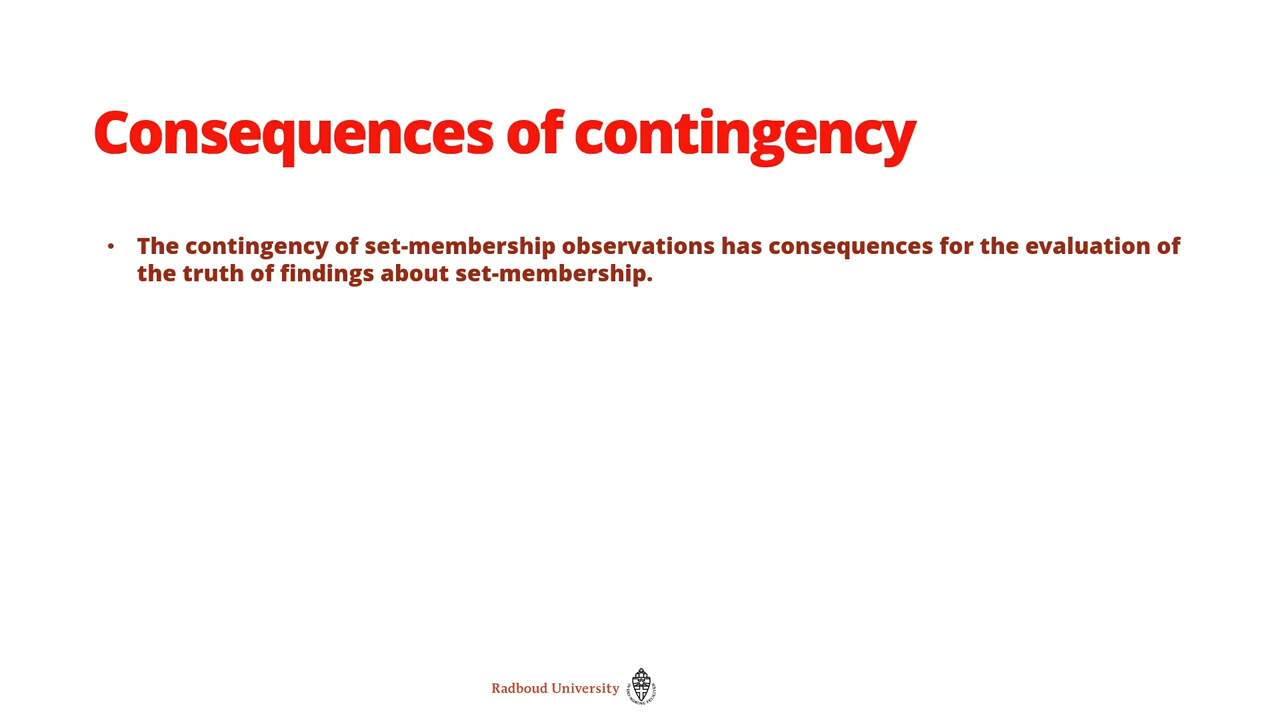 Consequences of contingency
• The contingency of set-membership observations has consequences for the evaluation of
the truth of findings about set-membership.
Radboud University